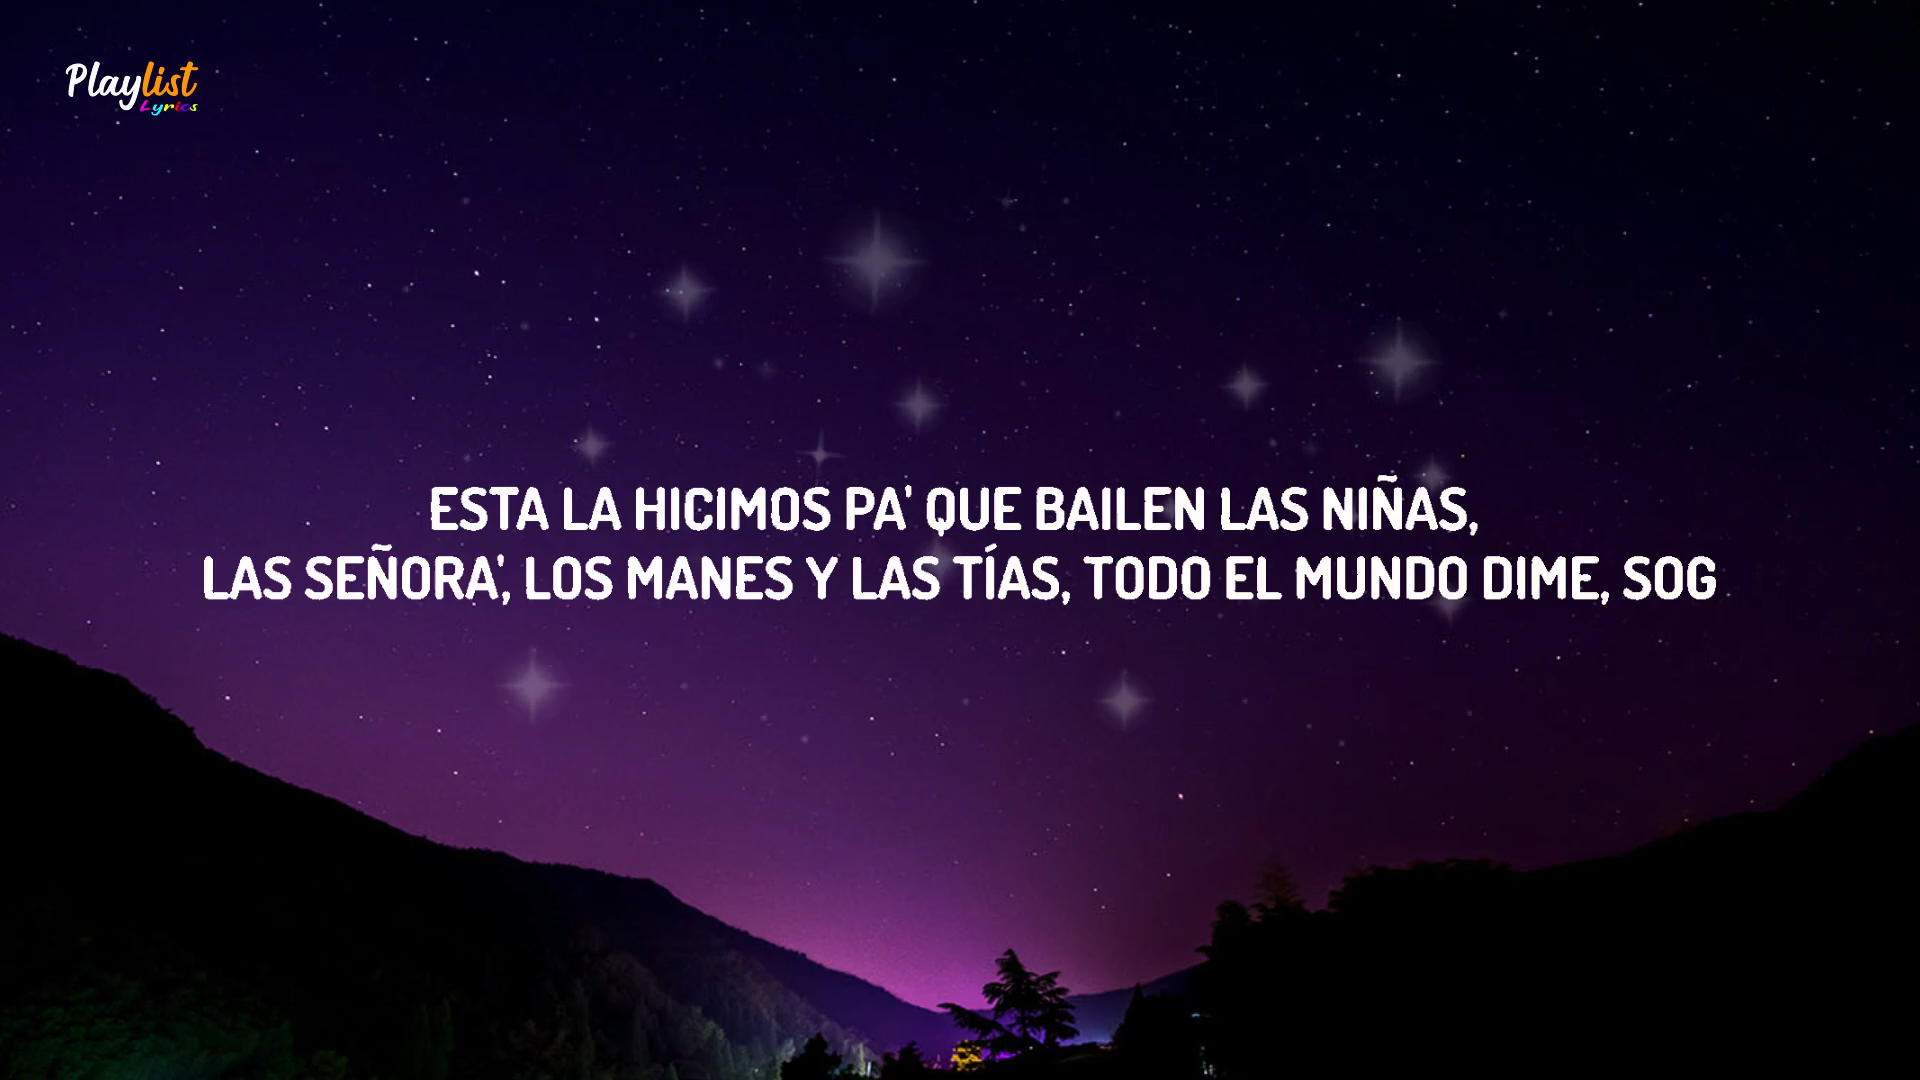 Playlist
Lyrics
ESTA LA HICIMOS PA' QUE BAILEN LAS NIÑAS,
LAS SEÑORA', LOS MANES Y LAS TÍAS, TODO EL MUNDO DIME, SOG